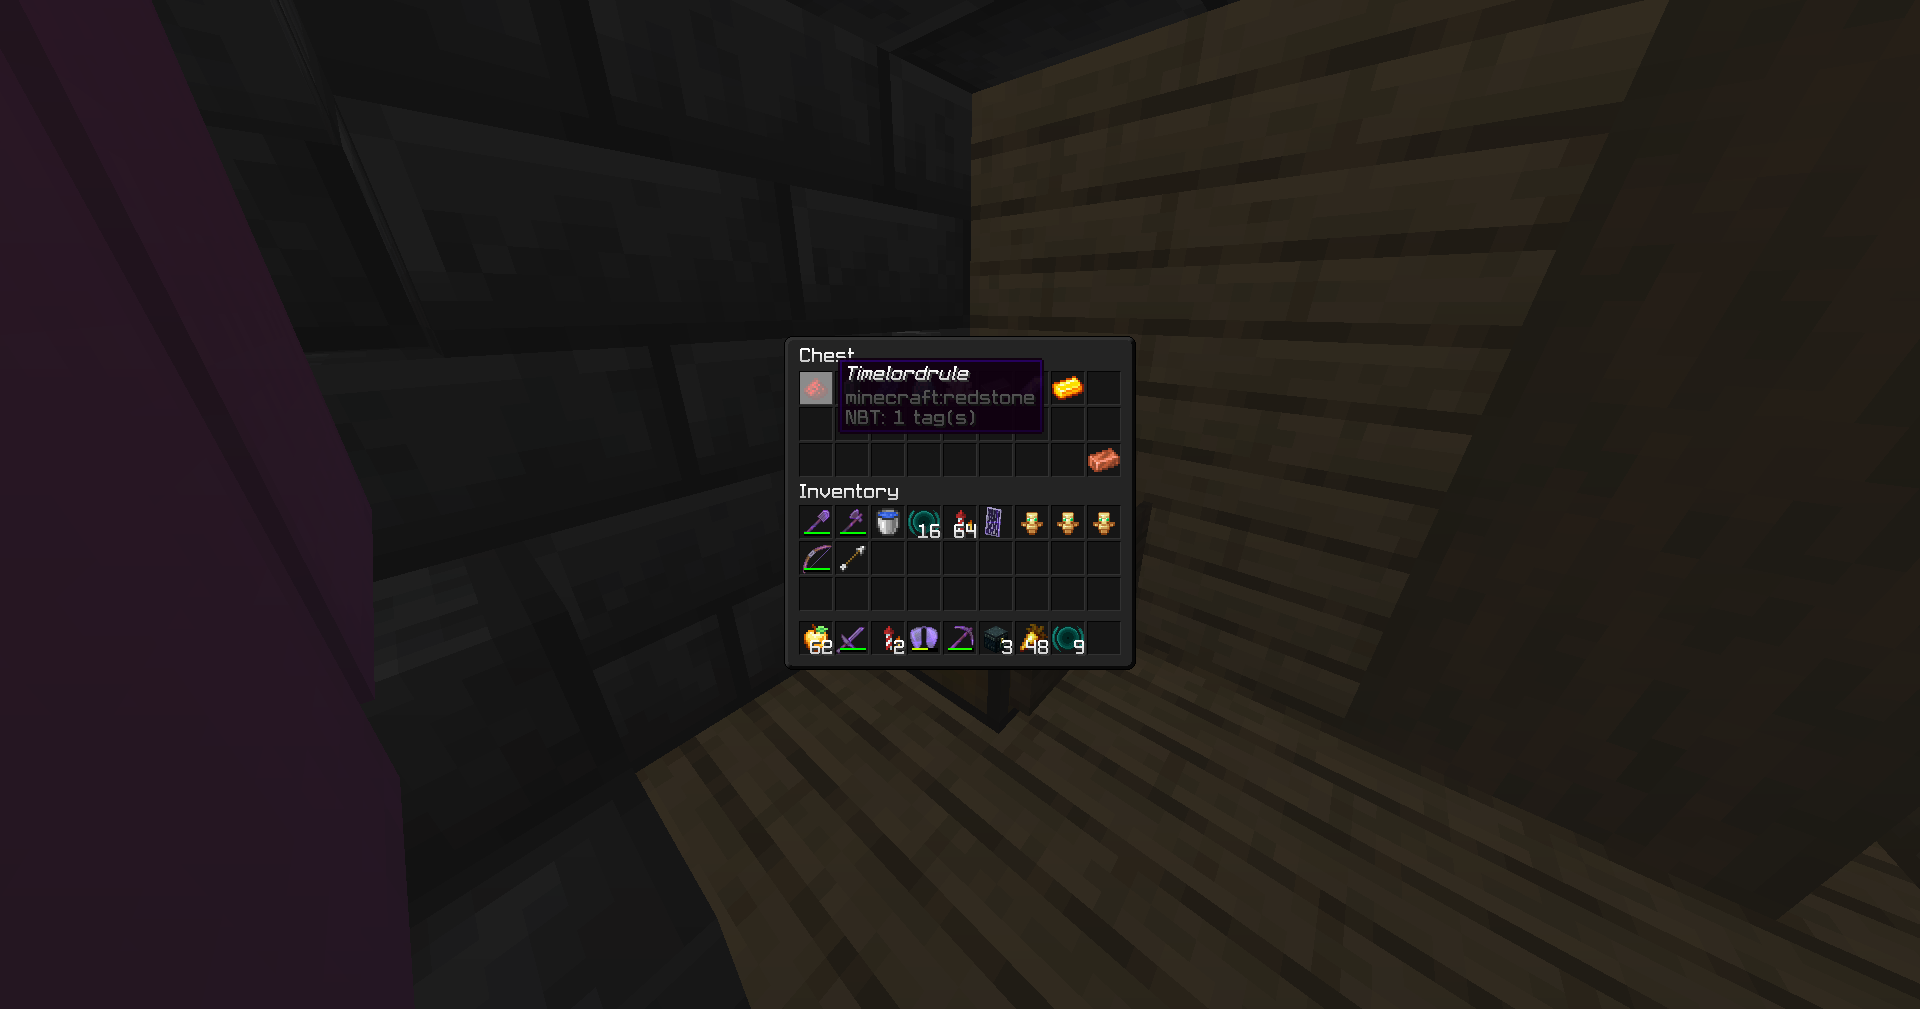 Chest
Timelordrule
minecraft:redstone
NBT: 1 tag(s)
Inventory
16 64
62 2 3 48 9